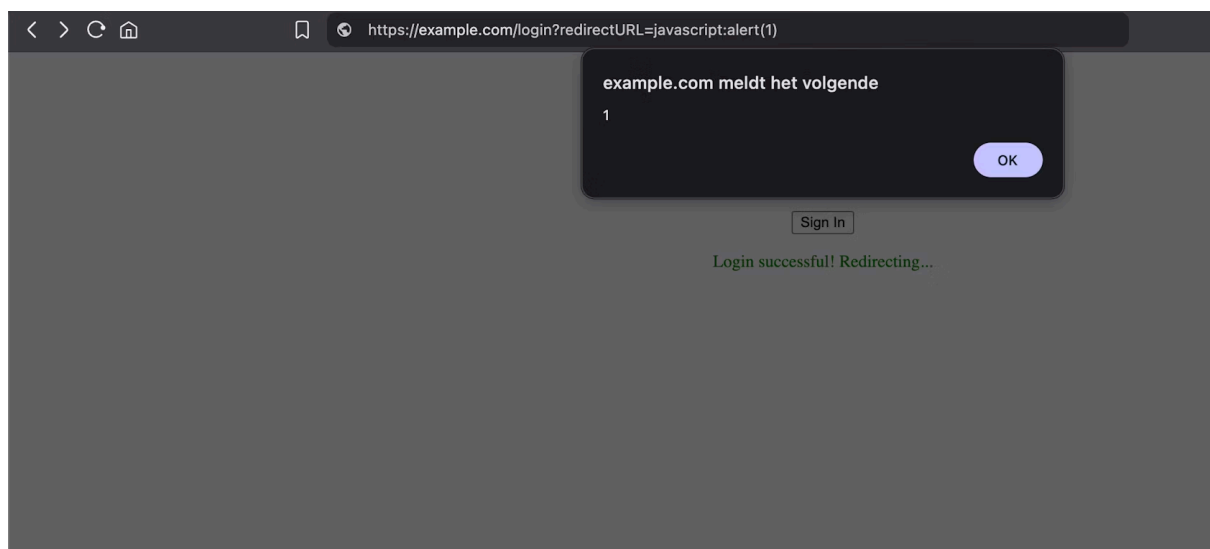 https://example.com/login?redirectURL=javascript:alert(1)
example.com meldt het volgende
1
OK
Sign In
Login successful! Redirecting...